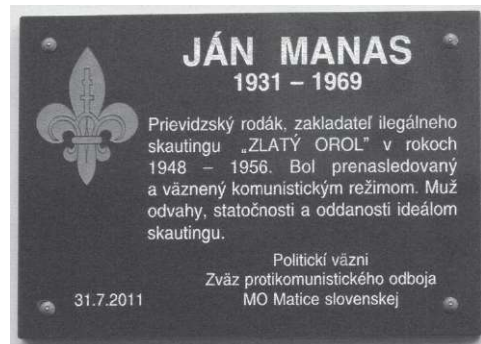 JÁN MANAS
1931 – 1969
Prievidzský rodák, zakladateľ ilegálneho
skautingu „ZLATÝ OROL" v rokoch
1948 – 1956. Bol prenasledovaný
a väznený komunistickým režimom. Muž
odvahy, statočnosti a oddanosti ideálom
skautingu.
Politickí väzni
Zväz protikomunistického odboja
31.7.2011 MO Matice slovenskej